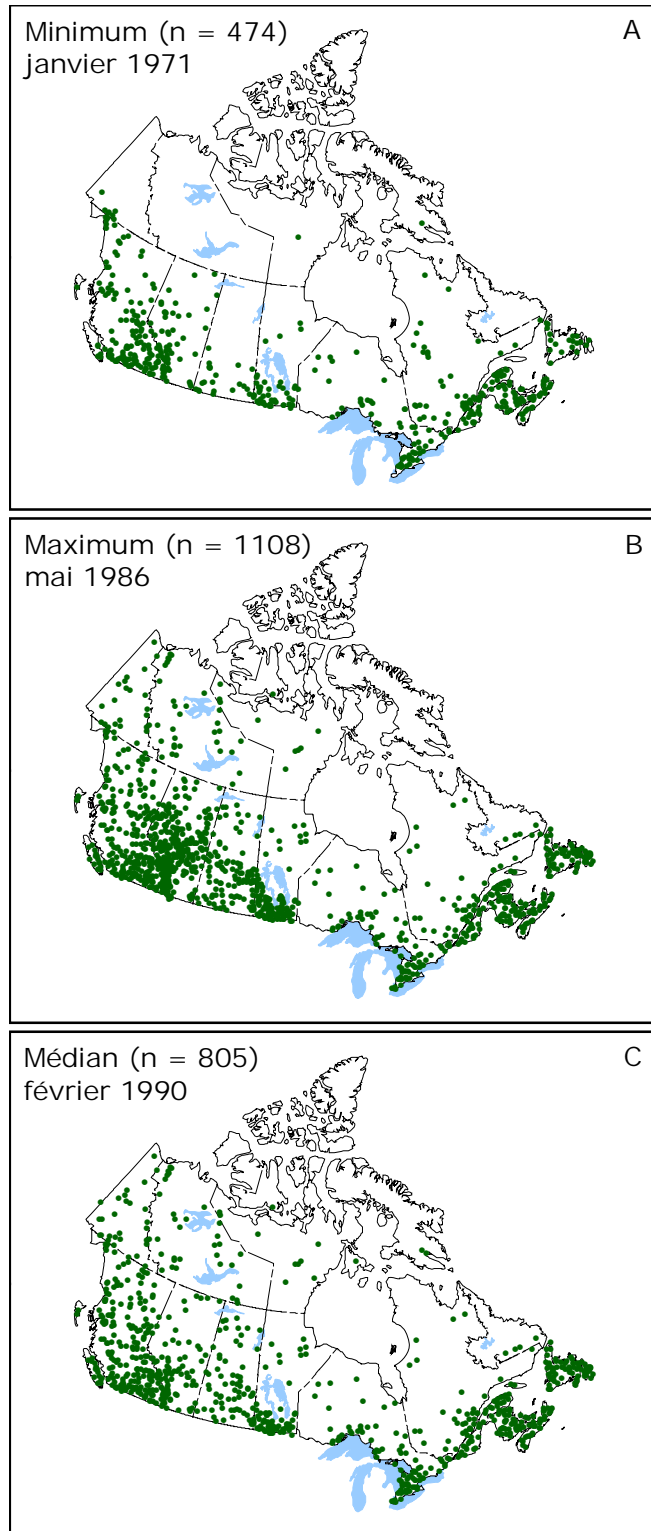 Minimum (n = 474)
A
janvier 1971
Maximum (n = 1108)
B
mai 1986
Médian (n = 805)
C
février 1990